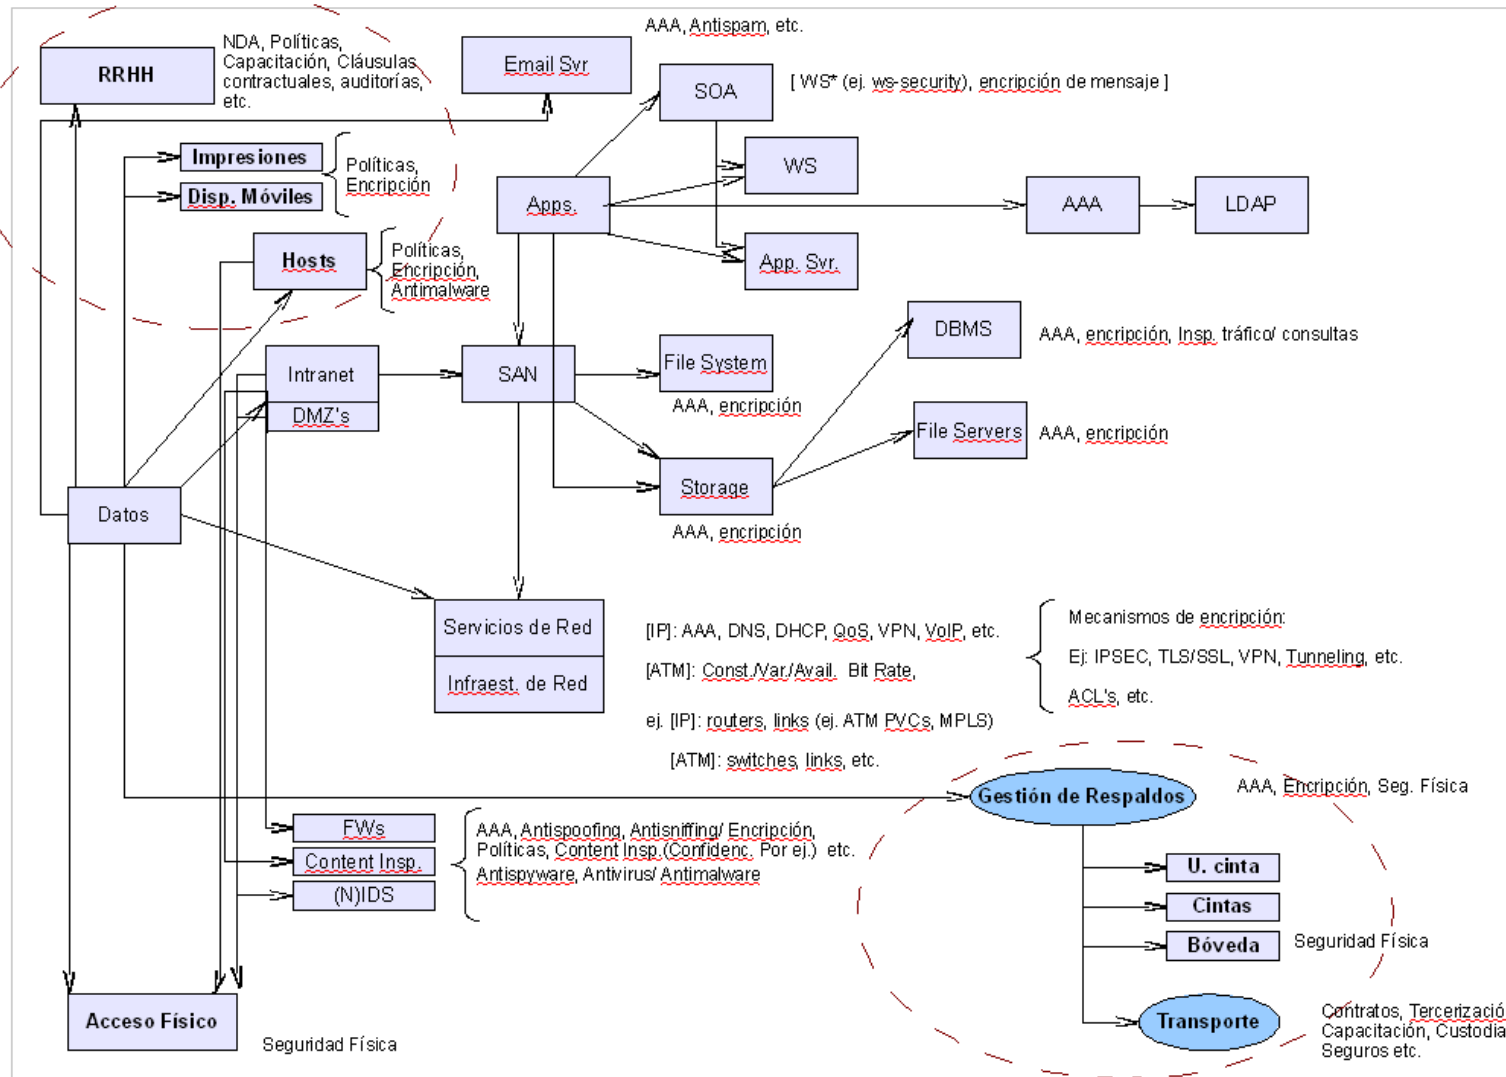 AAA, Antispam, etc.
NDA, Políticas,
Capacitación, Cláusulas
contractuales, auditorías,
etc.
RRHH
Email Svr
SOA
[ WS* (ej. ws-security), encripción de mensaje ]
Impresiones
Disp. Móviles
Políticas,
Encripción
WS
Apps.
AAA
LDAP
Hosts
Políticas,
Encripción,
Antimalware
App. Svr.
DBMS
AAA, encripción, Insp. tráfico/ consultas
Intranet
DMZ's
SAN
File System
AAA, encripción
File Servers
AAA, encripción
Storage
AAA, encripción
Datos
Servicios de Red
Infraest. de Red
[IP]: AAA, DNS, DHCP, QoS, VPN, VoIP, etc.
[ATM]: Const./Var./Avail. Bit Rate,
ej. [IP]: routers, links (ej. ATM PVCs, MPLS)
[ATM]: switches, links, etc.
Mecanismos de encripción:
Ej: IPSEC, TLS/SSL, VPN, Tunneling, etc.
ACL's, etc.
Gestión de Respaldos
AAA, Encripción, Seg. Física
FWs
Content Insp.
(N)IDS
AAA, Antispoofing, Antisniffing/ Encripción,
Políticas, Content Insp.(Confidenc. Por ej.) etc.
Antispyware, Antivirus/ Antimalware
U. cinta
Cintas
Bóveda
Seguridad Física
Acceso Físico
Seguridad Física
Transporte
Contratos, Tercerizació
Capacitación, Custodia
Seguros etc.